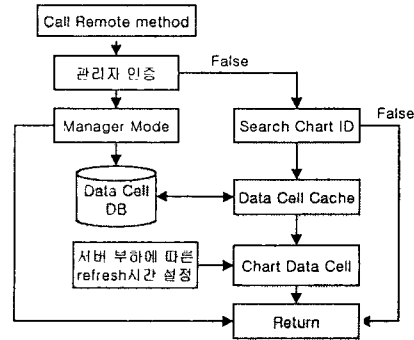 Call Remote method
관리자 인증
False
Manager Mode
Search Chart ID
False
Data Cell
DB
Data Cell Cache
서버 부하에 따른
refresh시간 설정
Chart Data Cell
Return